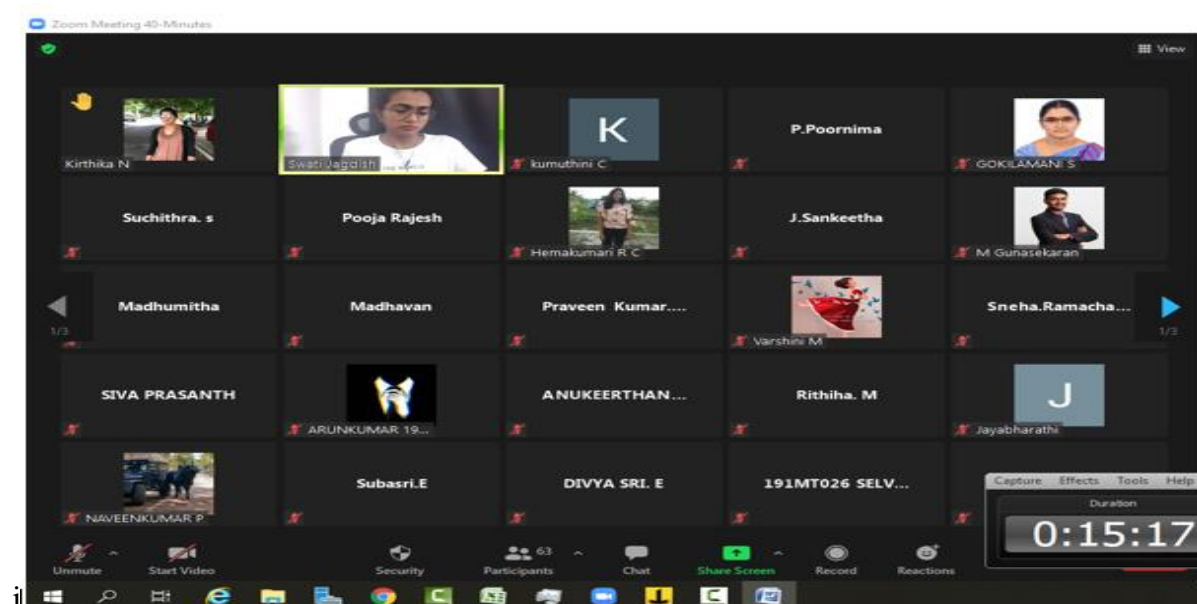 Zoom Meeting 40-Minutes
View
Kirthika N
Swati Jagdish
K
kumuthini C
P.Poornima
GOKILAMANI S
Suchithra. s
Pooja Rajesh
Hemakumari R C
J.Sankeetha
M Gunasekaran
Madhumitha
Madhavan
Praveen Kumar....
Varshini M
Sneha.Ramacha...
1/3
1/3
SIVA PRASANTH
ARUNKUMAR 19...
ANUKEERTHAN...
Rithiha. M
J
Jayabharathi
NAVEENKUMAR P
Subasri.E
DIVYA SRI. E
191MT026 SELV...
Capture Effects Tools Help
Duration
0:15:17
Unmute
Start Video
Security
63
Participants
Chat
Share Screen
Record
Reactions